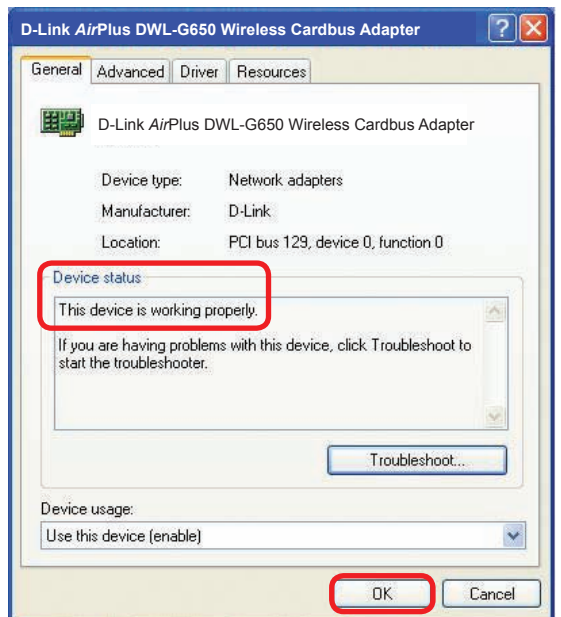 D-Link AirPlus DWL-G650 Wireless Cardbus Adapter
General Advanced Driver Resources
D-Link AirPlus DWL-G650 Wireless Cardbus Adapter
Device type: Network adapters
Manufacturer: D-Link
Location: PCI bus 129, device 0, function 0
Device status
This device is working properly.
If you are having problems with this device, click Troubleshoot to
start the troubleshooter.
Troubleshoot...
Device usage:
Use this device (enable)
OK Cancel